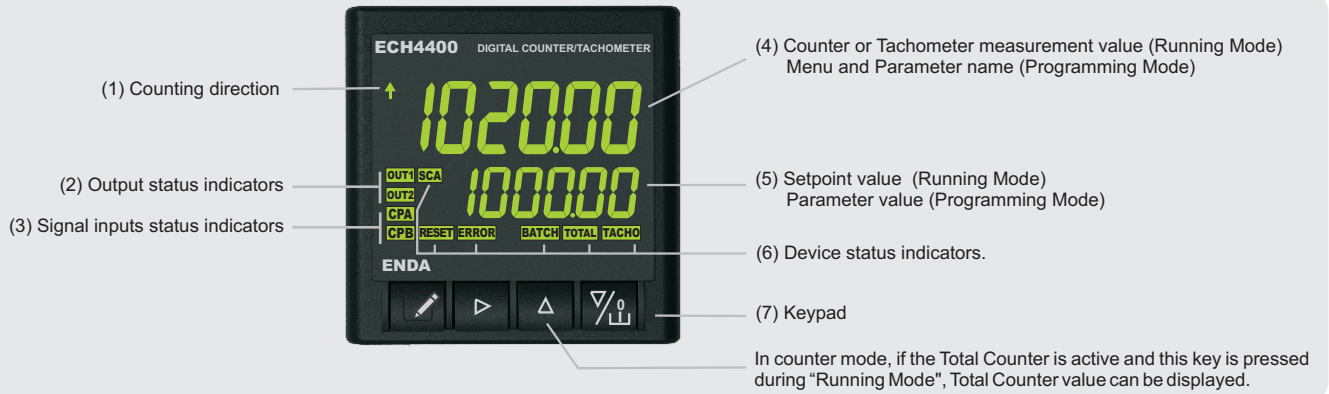 ECH4400 DIGITAL COUNTER/TACHOMETER
1020.00
OUT1 SCA
OUT2
1000.00
CPA
CPB RESET ERROR BATCH TOTAL TACHO
ENDA
0
(1) Counting direction
(2) Output status indicators
(3) Signal inputs status indicators
(4) Counter or Tachometer measurement value (Running Mode)
Menu and Parameter name (Programming Mode)
(5) Setpoint value (Running Mode)
Parameter value (Programming Mode)
(6) Device status indicators.
(7) Keypad
In counter mode, if the Total Counter is active and this key is pressed
during “Running Mode", Total Counter value can be displayed.